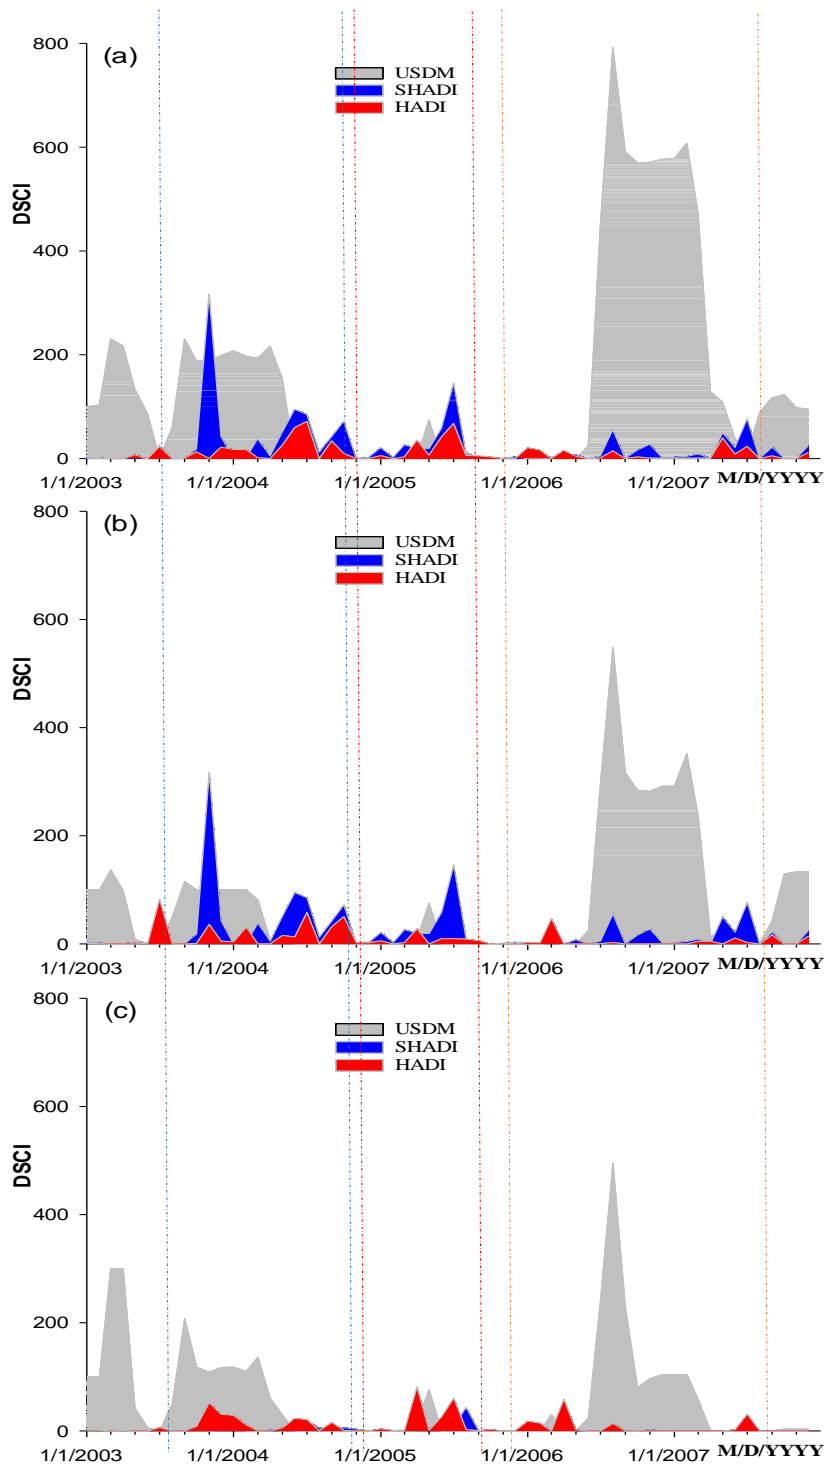 (a)
800
600
400
200
0
DSCI
USDM
SHADI
HADI
1/1/2003 1/1/2004 1/1/2005 1/1/2006 1/1/2007 M/D/YYYY
(b)
800
600
400
200
0
DSCI
USDM
SHADI
HADI
1/1/2003 1/1/2004 1/1/2005 1/1/2006 1/1/2007 M/D/YYYY
(c)
800
600
400
200
0
DSCI
USDM
SHADI
HADI
1/1/2003 1/1/2004 1/1/2005 1/1/2006 1/1/2007 M/D/YYYY